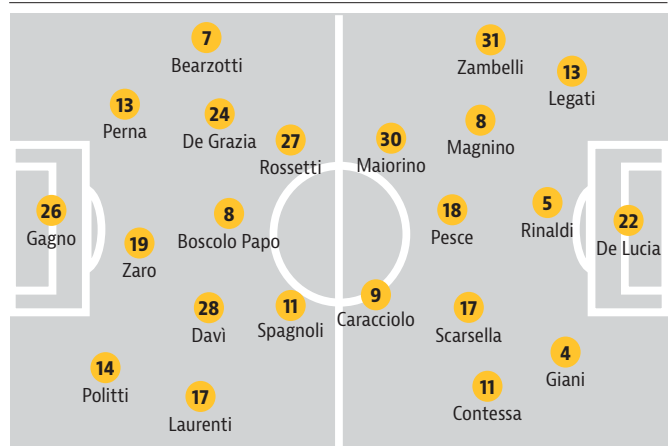 7
Bearzotti
13
Perna
24
De Grazia
27
Rossetti
26
Gagno
19
Zaro
8
Boscolo Papo
28
Davì
11
Spagnoli
14
Politti
17
Laurenti
31
Zambelli
13
Legati
8
Magnino
30
Maiorino
18
Pesce
5
Rinaldi
22
De Lucia
9
Caracciolo
17
Scarsella
4
Giani
11
Contessa